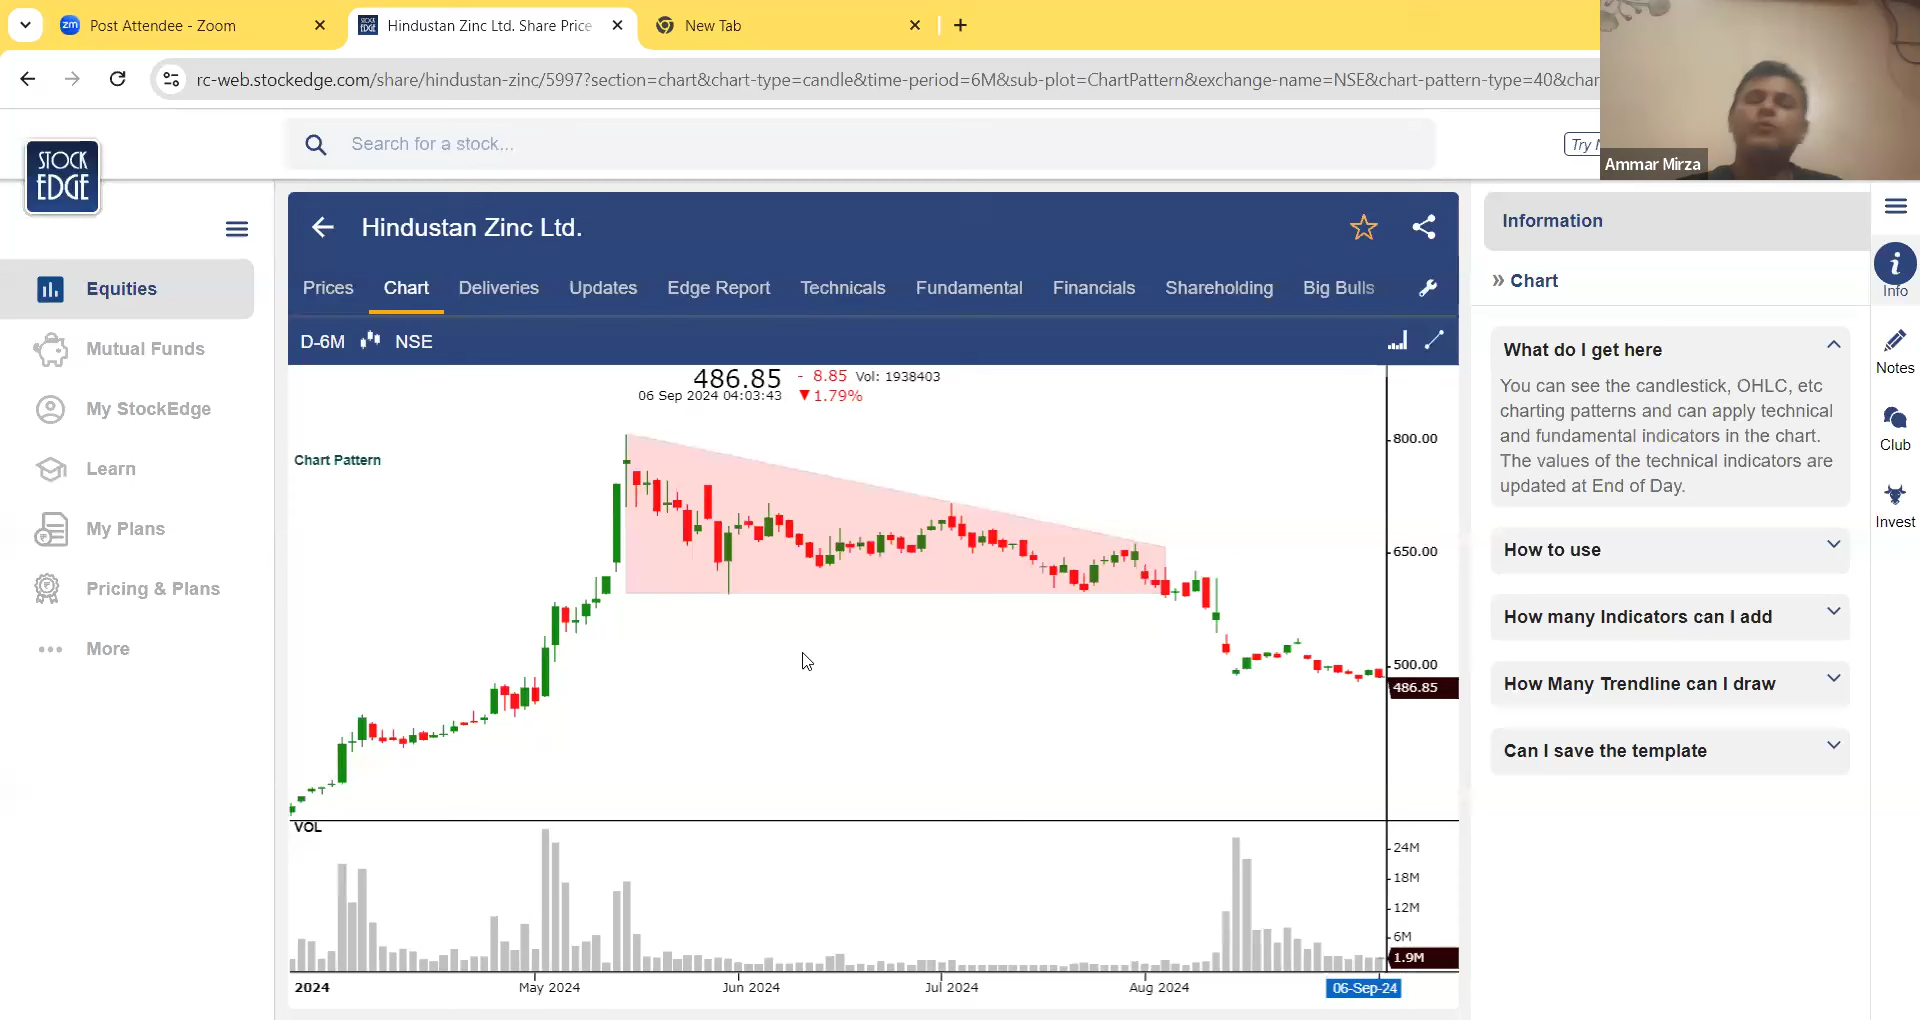 zm Post Attendee - Zoom
STOCK EDGE Hindustan Zinc Ltd. Share Price
New Tab
rc-web.stockedge.com/share/hindustan-zinc/5997?section=chart&chart-type=candle&time-period=6M&sub-plot=ChartPattern&exchange-name=NSE&chart-pattern-type=40&char
Search for a stock...
Try
Ammar Mirza
STOCK
EDGE
Equities
Mutual Funds
My StockEdge
Learn
My Plans
Pricing & Plans
More
Hindustan Zinc Ltd.
Prices Chart Deliveries Updates Edge Report Technicals Fundamental Financials Shareholding Big Bulls
D-6M NSE
486.85 - 8.85 Vol: 1938403
06 Sep 2024 04:03:43 ▼1.79%
Chart Pattern
800.00
650.00
500.00
486.85
VOL
24M
18M
12M
6M
1.9M
2024 May 2024 Jun 2024 Jul 2024 Aug 2024 06-Sep-24
Information
» Chart
What do I get here
You can see the candlestick, OHLC, etc
charting patterns and can apply technical
and fundamental indicators in the chart.
The values of the technical indicators are
updated at End of Day.
How to use
How many Indicators can I add
How Many Trendline can I draw
Can I save the template
i
Info
Notes
Club
Invest